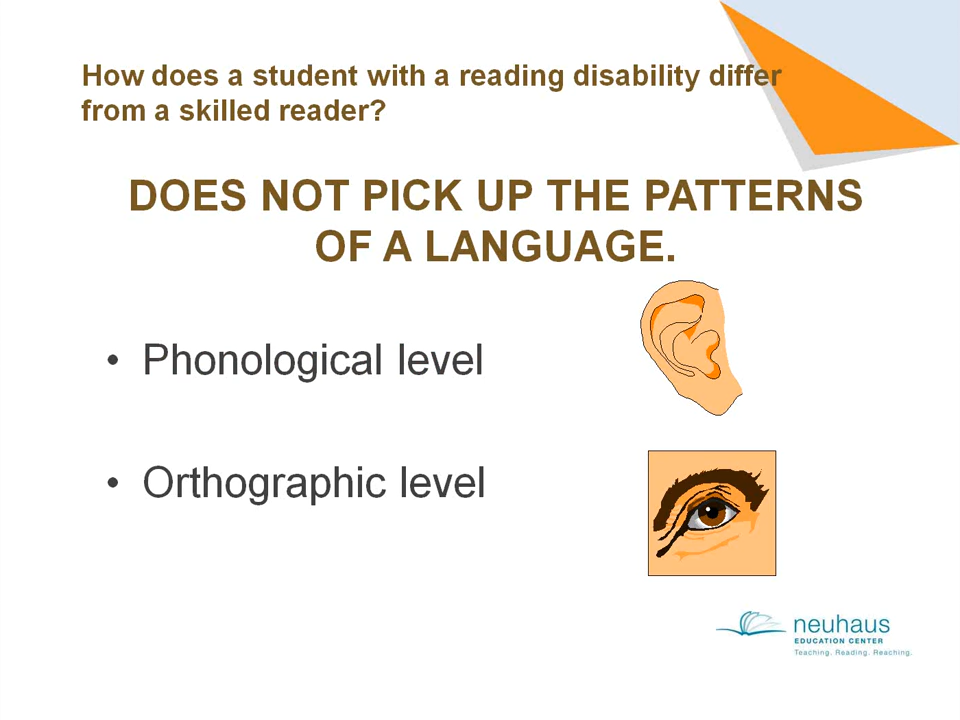 How does a student with a reading disability differ
from a skilled reader?
DOES NOT PICK UP THE PATTERNS
OF A LANGUAGE.
• Phonological level
• Orthographic level
neuhaus
EDUCATION CENTER
Teaching. Reading. Reaching.